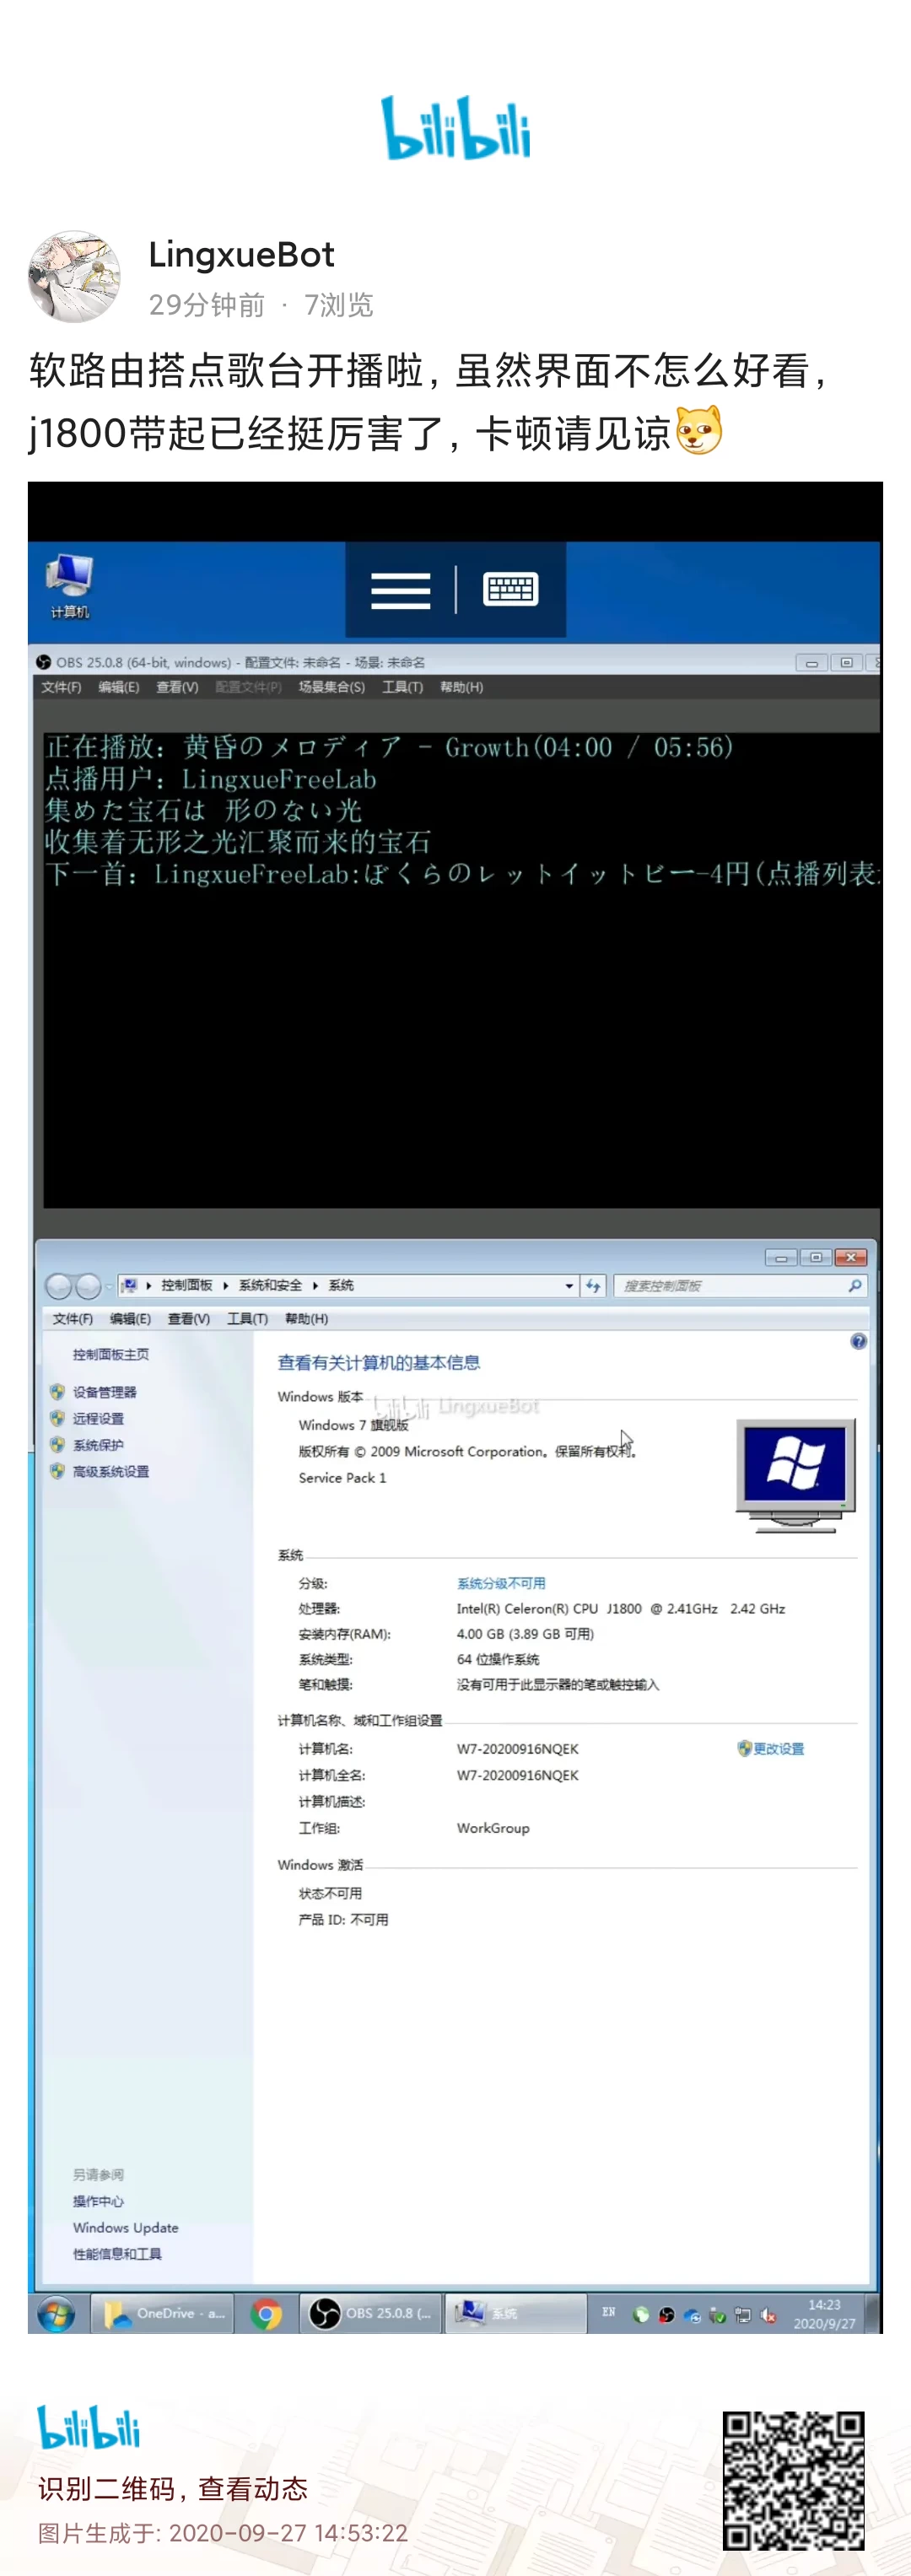 bilibili
LingxueBot
29分钟前 · 7浏览
软路由搭点歌台开播啦，虽然界面不怎么好看，
j1800带起已经挺厉害了，卡顿请见谅
计算机
OBS 25.0.8 (64-bit, windows) - 配置文件: 未命名 - 场景: 未命名
文件(F) 编辑(E) 查看(V) 配置文件(P) 场景集合(S) 工具(T) 帮助(H)
正在播放: 黄昏のメロディア - Growth(04:00 / 05:56)
点播用户: LingxueFreeLab
集めた宝石は 形のない光
收集着无形之光汇聚而来的宝石
下一首: LingxueFreeLab:ぼくらのレットイットビー-4円(点播列表
控制面板 系统和安全 系统
搜索控制面板
文件(F) 编辑(E) 查看(V) 工具(T) 帮助(H)
控制面板主页
设备管理器
远程设置
系统保护
高级系统设置
查看有关计算机的基本信息
Windows 版本
bilibili LingxueBot
Windows 7 旗舰版
版权所有 © 2009 Microsoft Corporation。保留所有权利。
Service Pack 1
系统
分级: 系统分级不可用
处理器: Intel(R) Celeron(R) CPU J1800 @ 2.41GHz 2.42 GHz
安装内存(RAM): 4.00 GB (3.89 GB 可用)
系统类型: 64 位操作系统
笔和触摸: 没有可用于此显示器的笔或触控输入
计算机名称、域和工作组设置
计算机名: W7-20200916NQEK 更改设置
计算机全名: W7-20200916NQEK
计算机描述:
工作组: WorkGroup
Windows 激活
状态不可用
产品 ID: 不可用
另请参阅
操作中心
Windows Update
性能信息和工具
OneDrive - a... OBS 25.0.8 (... 系统 EN 14:23
2020/9/27
bilibili
识别二维码，查看动态
图片生成于: 2020-09-27 14:53:22